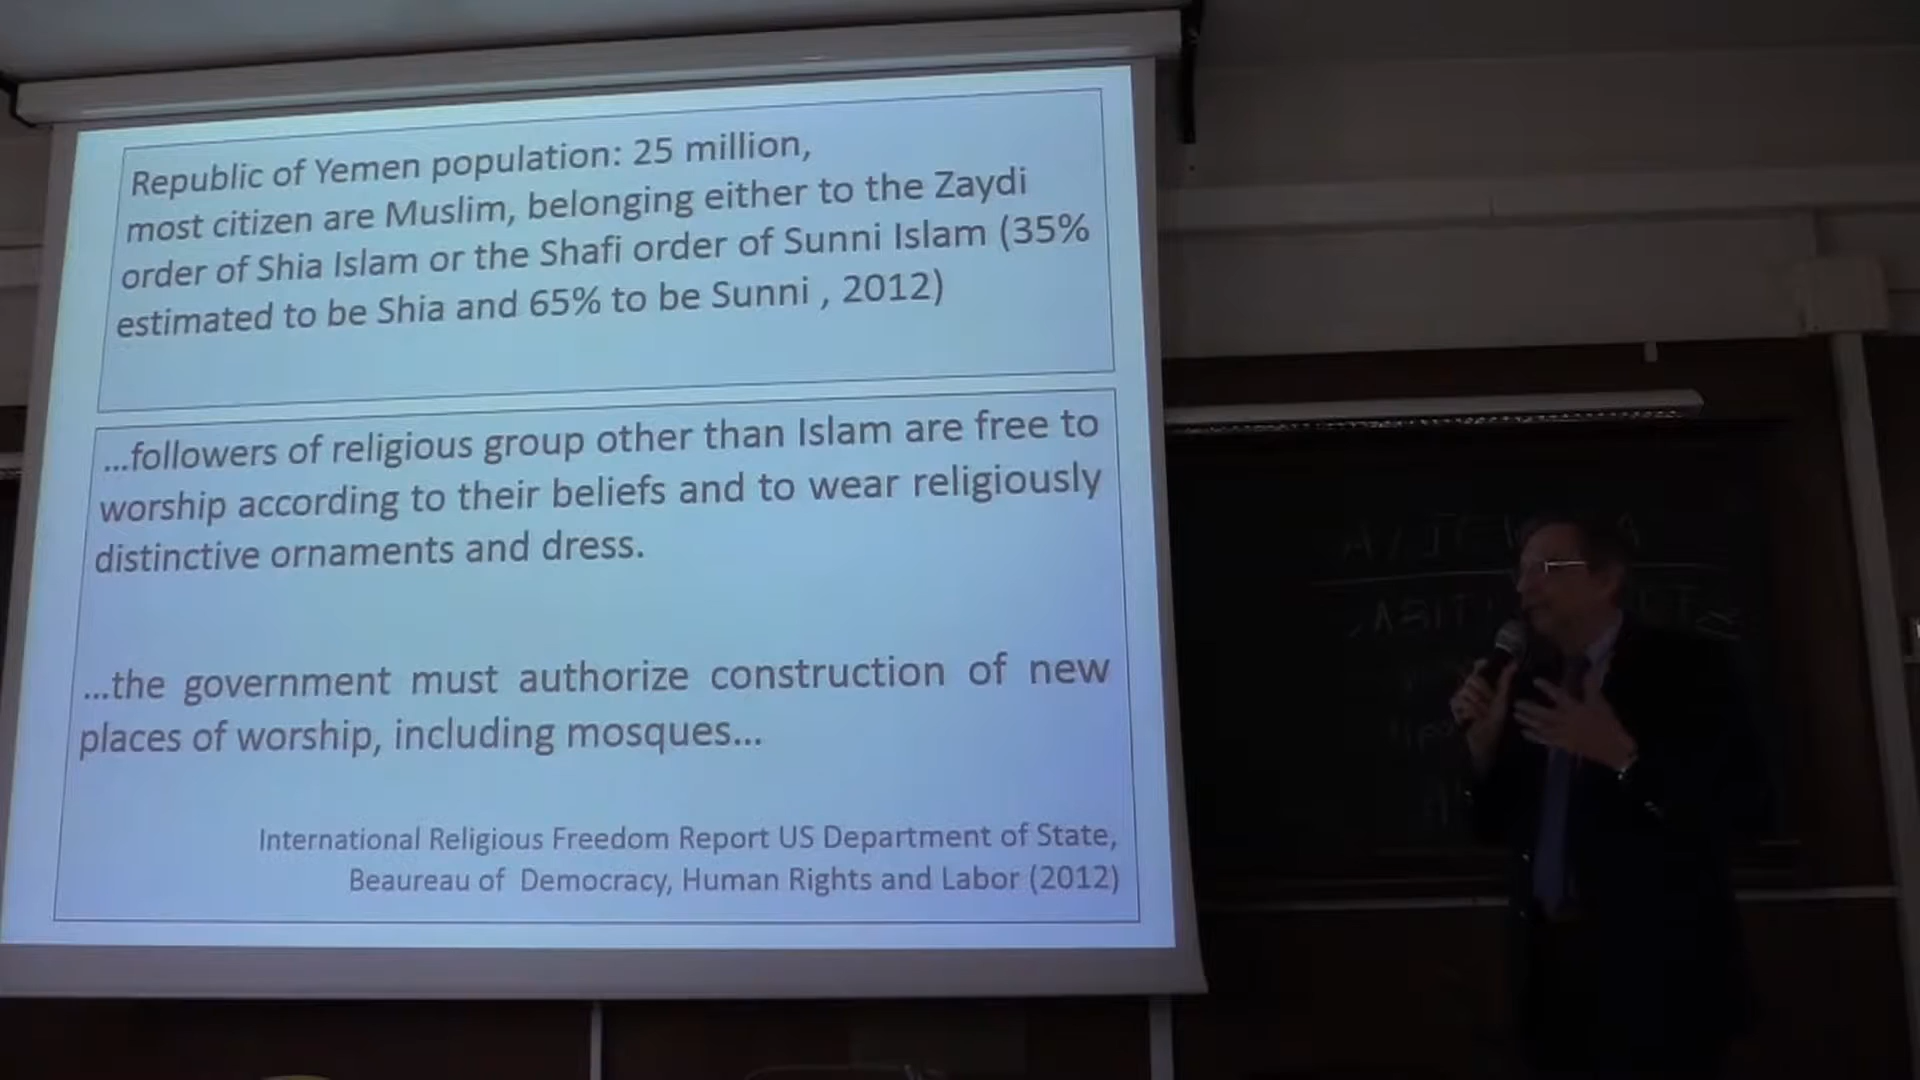 Republic of Yemen population: 25 million,
most citizen are Muslim, belonging either to the Zaydi
order of Shia Islam or the Shafi order of Sunni Islam (35%
estimated to be Shia and 65% to be Sunni , 2012)
...followers of religious group other than Islam are free to
worship according to their beliefs and to wear religiously
distinctive ornaments and dress.
...the government must authorize construction of new
places of worship, including mosques...
International Religious Freedom Report US Department of State,
Beaureau of Democracy, Human Rights and Labor (2012)